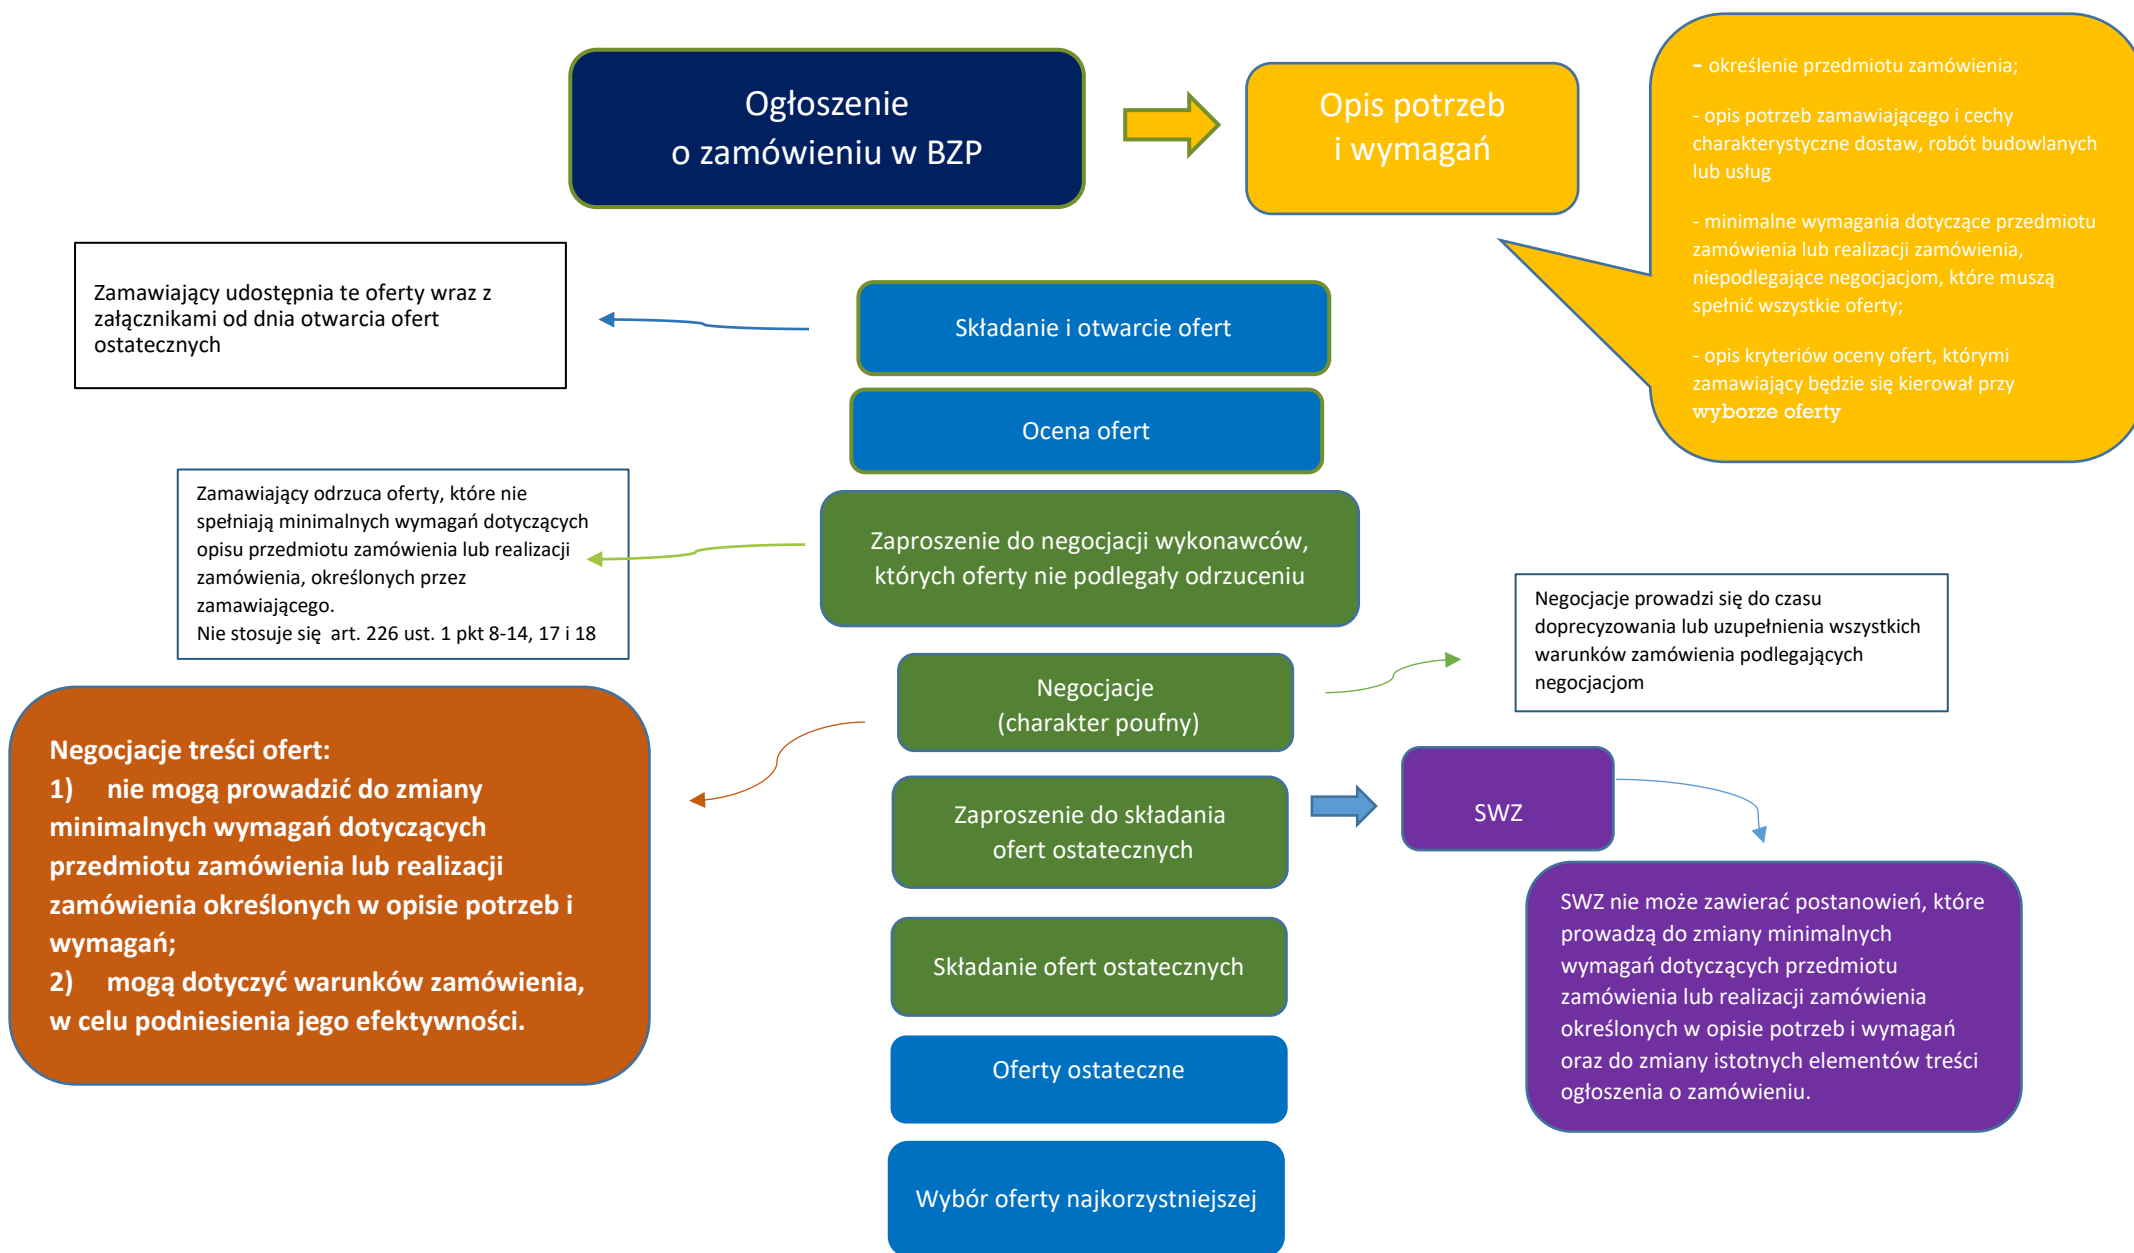 Ogłoszenie
o zamówieniu w BZP
Opis potrzeb
i wymagań
- określenie przedmiotu zamówienia;
- opis potrzeb zamawiającego i cechy
charakterystyczne dostaw, robót budowlanych
lub usług
- minimalne wymagania dotyczące przedmiotu
zamówienia lub realizacji zamówienia,
niepodlegające negocjacjom, które muszą
spełnić wszystkie oferty;
- opis kryteriów oceny ofert, którymi
zamawiający będzie się kierował przy
wyborze oferty
Zamawiający udostępnia te oferty wraz z
załącznikami od dnia otwarcia ofert
ostatecznych
Składanie i otwarcie ofert
Ocena ofert
Zamawiający odrzuca oferty, które nie
spełniają minimalnych wymagań dotyczących
opisu przedmiotu zamówienia lub realizacji
zamówienia, określonych przez
zamawiającego.
Nie stosuje się art. 226 ust. 1 pkt 8-14, 17 i 18
Zaproszenie do negocjacji wykonawców,
których oferty nie podlegały odrzuceniu
Negocjacje prowadzi się do czasu
doprecyzowania lub uzupełnienia wszystkich
warunków zamówienia podlegających
negocjacjom
Negocjacje
(charakter poufny)
Negocjacje treści ofert:
1) nie mogą prowadzić do zmiany
minimalnych wymagań dotyczących
przedmiotu zamówienia lub realizacji
zamówienia określonych w opisie potrzeb i
wymagań;
2) mogą dotyczyć warunków zamówienia,
w celu podniesienia jego efektywności.
Zaproszenie do składania
ofert ostatecznych
SWZ
SWZ nie może zawierać postanowień, które
prowadzą do zmiany minimalnych
wymagań dotyczących przedmiotu
zamówienia lub realizacji zamówienia
określonych w opisie potrzeb i wymagań
oraz do zmiany istotnych elementów treści
ogłoszenia o zamówieniu.
Składanie ofert ostatecznych
Oferty ostateczne
Wybór oferty najkorzystniejszej